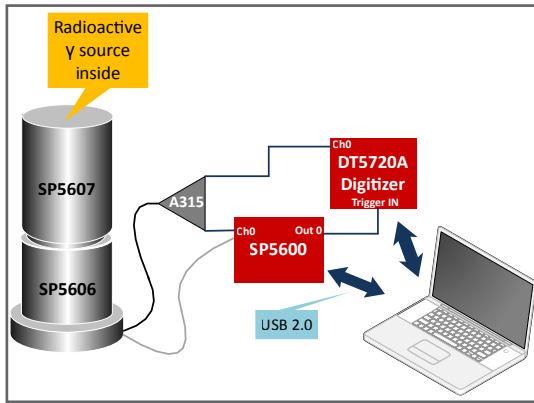 Radioactive
γ source
inside
SP5607
SP5606
A315
Ch0
DT5720A
Digitizer
Trigger IN
Ch0
Out 0
SP5600
USB 2.0